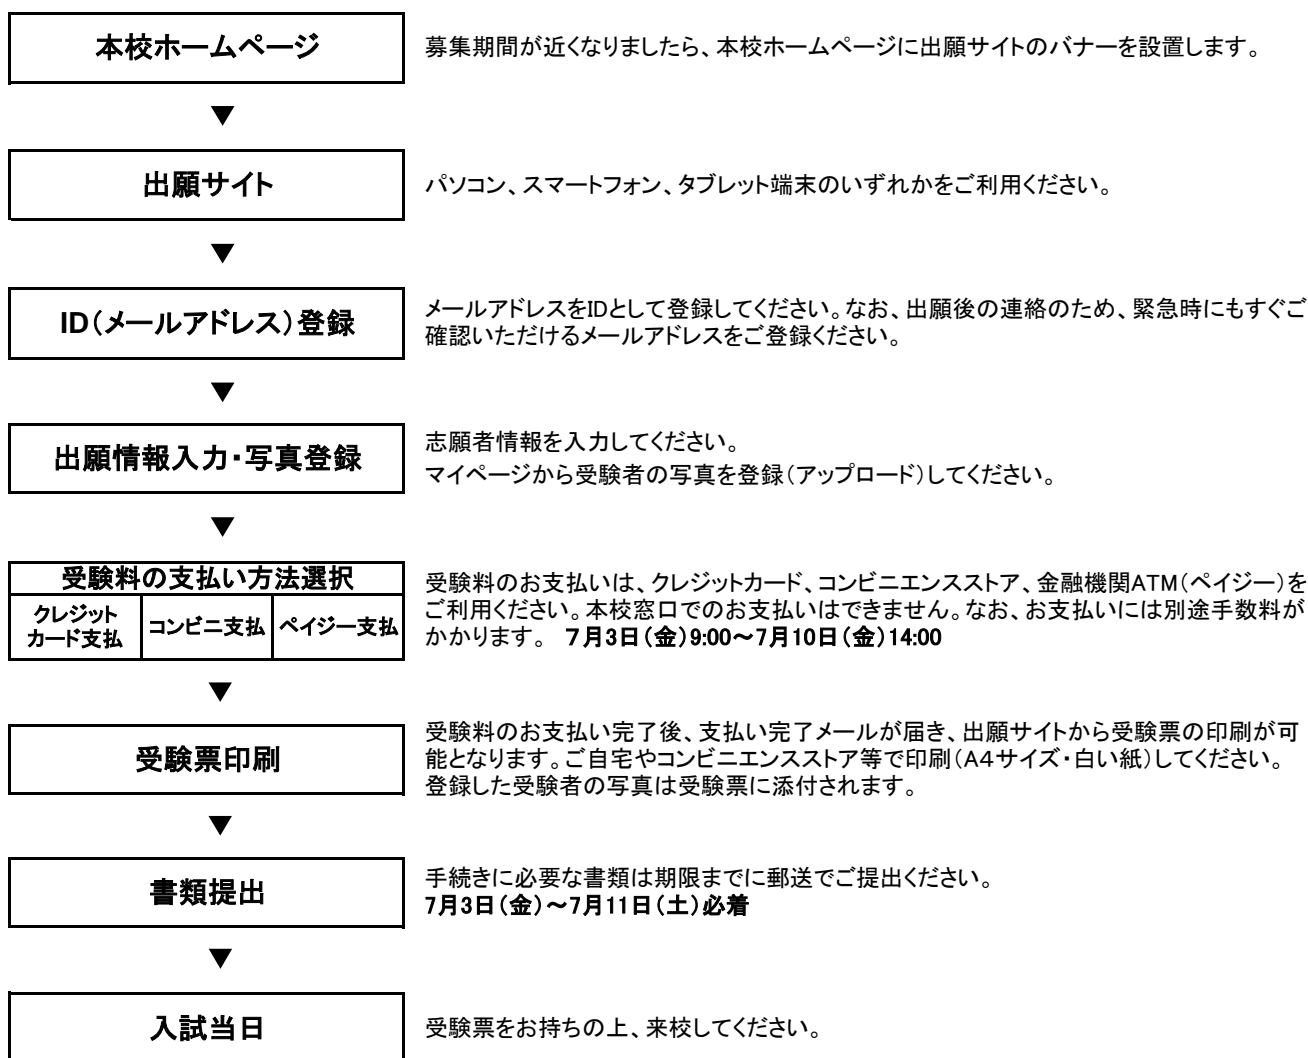 本校ホームページ
募集期間が近くなりましたら、本校ホームページに出願サイトのバナーを設置します。
▼
出願サイト
パソコン、スマートフォン、タブレット端末のいずれかをご利用ください。
▼
ID(メールアドレス)登録
メールアドレスをIDとして登録してください。なお、出願後の連絡のため、緊急時にもすぐご
確認いただけるメールアドレスをご登録ください。
▼
出願情報入力・写真登録
志願者情報を入力してください。
マイページから受験者の写真を登録(アップロード)してください。
▼
受験料の支払い方法選択
クレジット
カード支払
コンビニ支払
ペイジー支払
受験料のお支払いは、クレジットカード、コンビニエンスストア、金融機関ATM(ペイジー)を
ご利用ください。本校窓口でのお支払いはできません。なお、お支払いには別途手数料が
かかります。 7月3日(金)9:00～7月10日(金)14:00
▼
受験票印刷
受験料のお支払い完了後、支払い完了メールが届き、出願サイトから受験票の印刷が可
能となります。ご自宅やコンビニエンスストア等で印刷(A4サイズ・白い紙)してください。
登録した受験者の写真は受験票に添付されます。
▼
書類提出
手続きに必要な書類は期限までに郵送でご提出ください。
7月3日(金)～7月11日(土)必着
▼
入試当日
受験票をお持ちの上、来校してください。